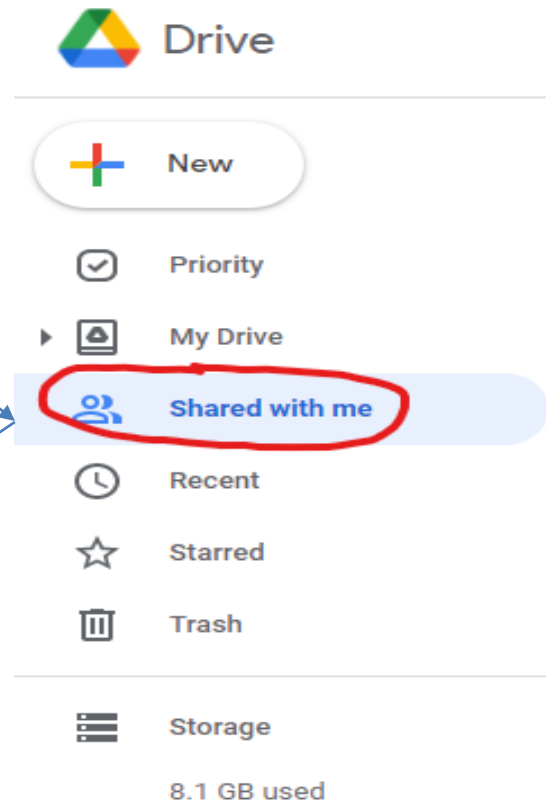 Drive
New
Priority
My Drive
Shared with me
Recent
Starred
Trash
Storage
8.1 GB used